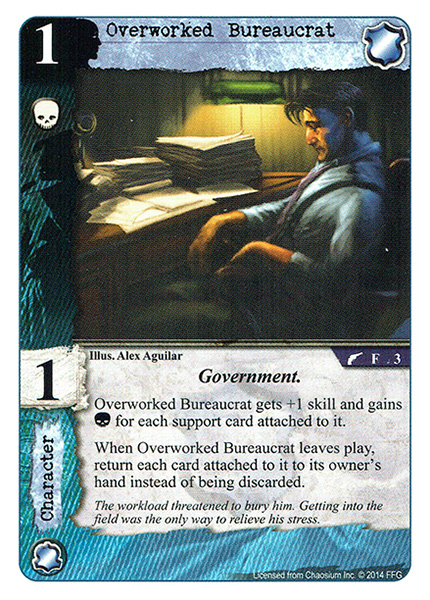 1
Overworked Bureaucrat
Illus. Alex Aguilar
F . 3
1
Character
Government.
Overworked Bureaucrat gets +1 skill and gains
for each support card attached to it.
When Overworked Bureaucrat leaves play,
return each card attached to it to its owner's
hand instead of being discarded.
The workload threatened to bury him. Getting into the
field was the only way to relieve his stress.
Licensed from Chaosium Inc. © 2014 FFG